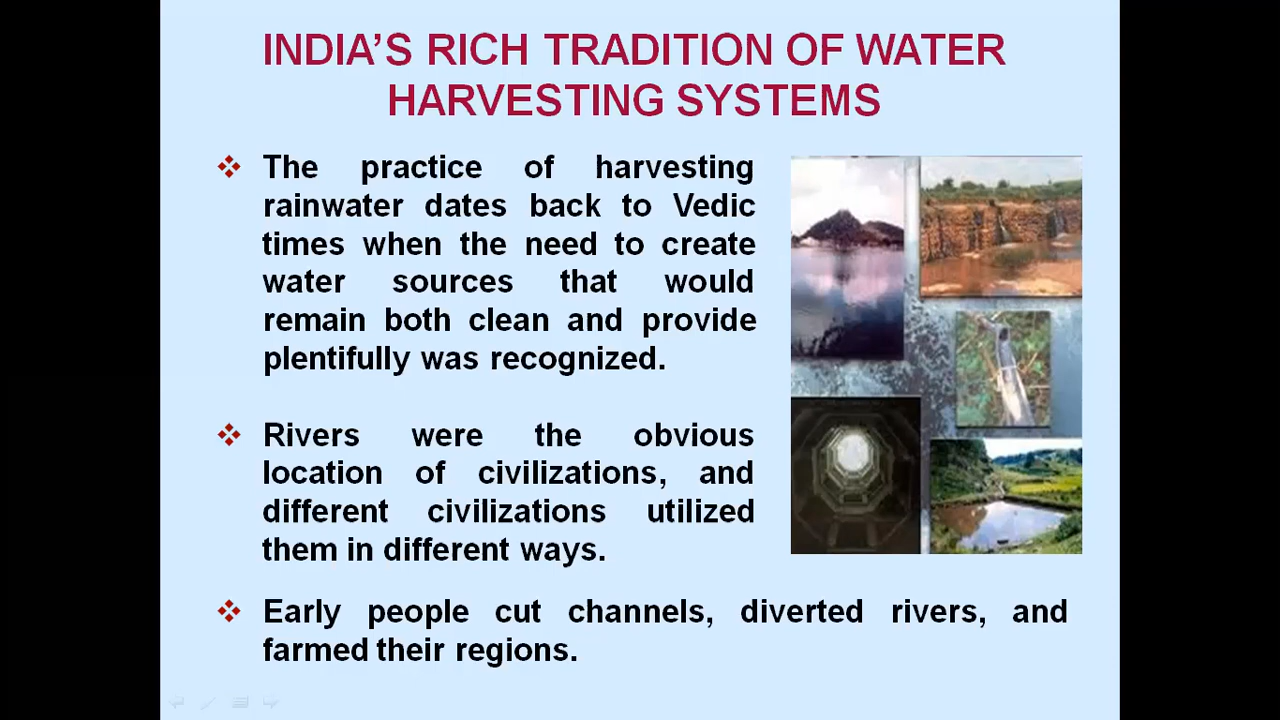 INDIA'S RICH TRADITION OF WATER
HARVESTING SYSTEMS
The practice of harvesting
rainwater dates back to Vedic
times when the need to create
water sources that would
remain both clean and provide
plentifully was recognized.
Rivers were the obvious
location of civilizations, and
different civilizations utilized
them in different ways.
Early people cut channels, diverted rivers, and
farmed their regions.